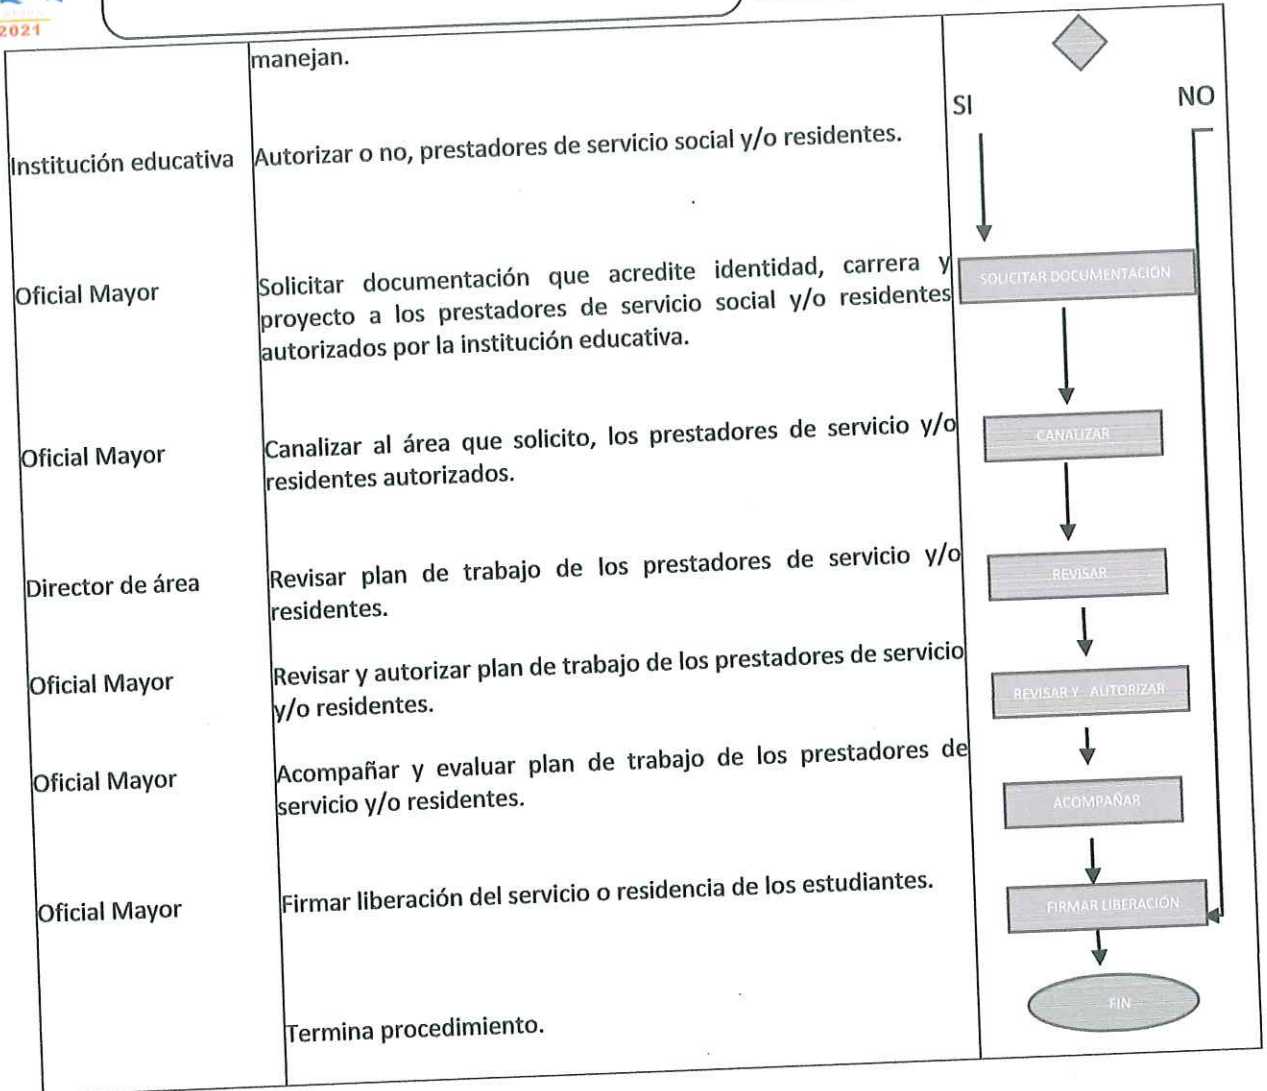 2021
manejan.
SI
NO
Institución educativa
Autorizar o no, prestadores de servicio social y/o residentes.
Oficial Mayor
Solicitar documentación que acredite identidad, carrera y
proyecto a los prestadores de servicio social y/o residentes
autorizados por la institución educativa.
SOLICITAR DOCUMENTACIÓN
Oficial Mayor
Canalizar al área que solicito, los prestadores de servicio y/o
residentes autorizados.
CANALIZAR
Director de área
Revisar plan de trabajo de los prestadores de servicio y/o
residentes.
REVISAR
Oficial Mayor
Revisar y autorizar plan de trabajo de los prestadores de servicio
y/o residentes.
REVISAR Y AUTORIZAR
Oficial Mayor
Acompañar y evaluar plan de trabajo de los prestadores de
servicio y/o residentes.
ACOMPAÑAR
Oficial Mayor
Firmar liberación del servicio o residencia de los estudiantes.
FIRMAR LIBERACIÓN
Termina procedimiento.
FIN